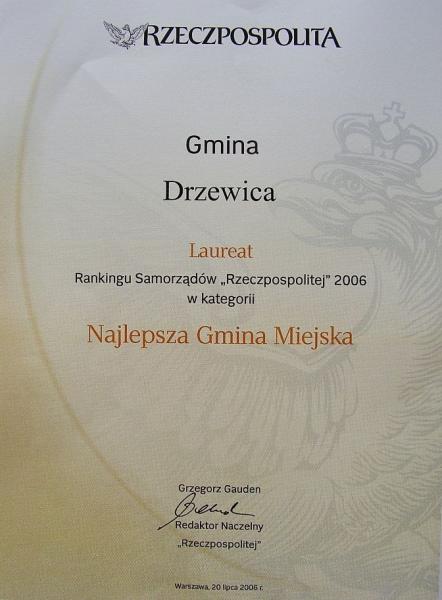 RZECZPOSPOLITA
Gmina
Drzewica
Laureat
Rankingu Samorządów „Rzeczpospolitej” 2006
w kategorii
Najlepsza Gmina Miejska
Grzegorz Gauden
Redaktor Naczelny
„Rzeczpospolitej”
Warszawa, 20 lipca 2006 r.